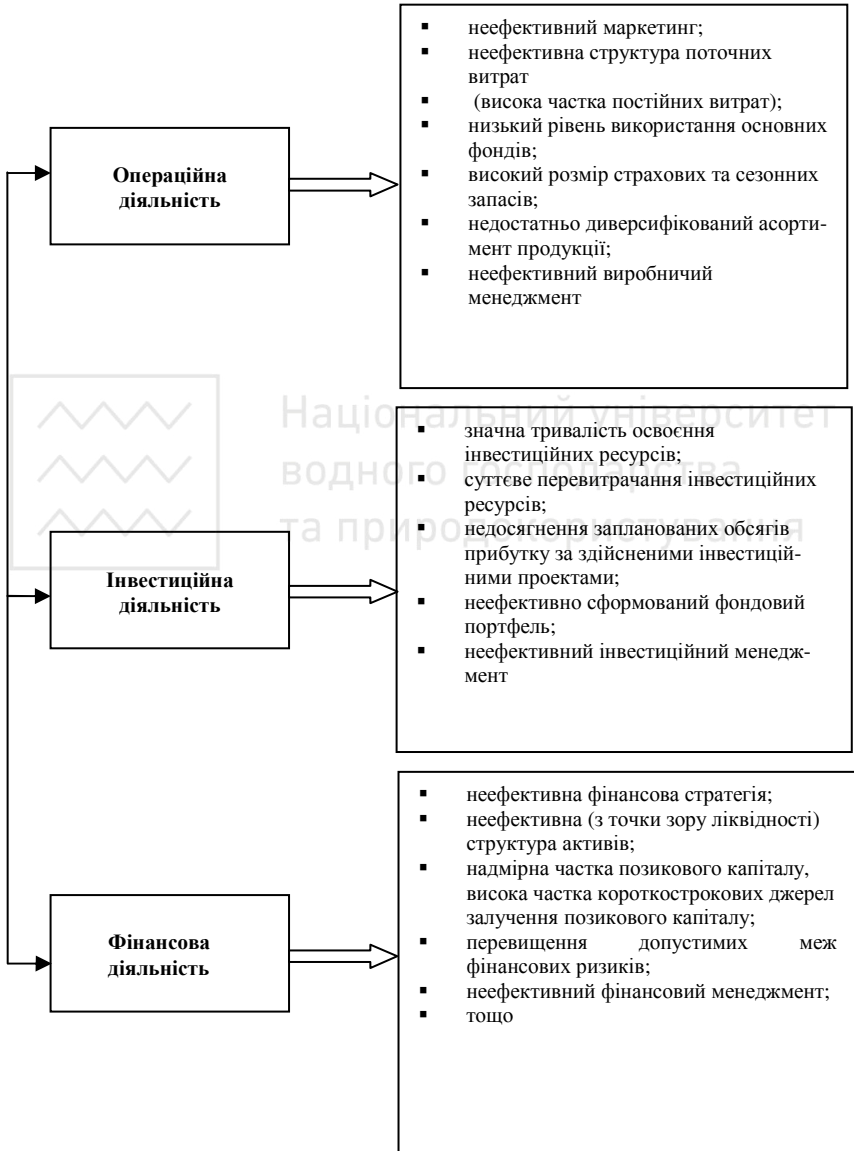 ▪ неефективний маркетинг;
▪ неефективна структура поточних
витрат
▪ (висока частка постійних витрат);
▪ низький рівень використання основних
фондів;
▪ високий розмір страхових та сезонних
запасів;
▪ недостатньо диверсифікований асорти-
мент продукції;
▪ неефективний виробничий
менеджмент
Операційна
діяльність
Національний університет
водного господарства
та природокористування
▪ значна тривалість освоєння
інвестиційних ресурсів;
▪ суттєве перевитрачання інвестиційних
ресурсів;
▪ недосягнення запланованих обсягів
прибутку за здійсненими інвестицій-
ними проектами;
▪ неефективно сформований фондовий
портфель;
▪ неефективний інвестиційний менедж-
мент
Інвестиційна
діяльність
▪ неефективна фінансова стратегія;
▪ неефективна (з точки зору ліквідності)
структура активів;
▪ надмірна частка позикового капіталу,
висока частка короткострокових джерел
залучення позикового капіталу;
▪ перевищення допустимих меж
фінансових ризиків;
▪ неефективний фінансовий менеджмент;
▪ тощо
Фінансова
діяльність